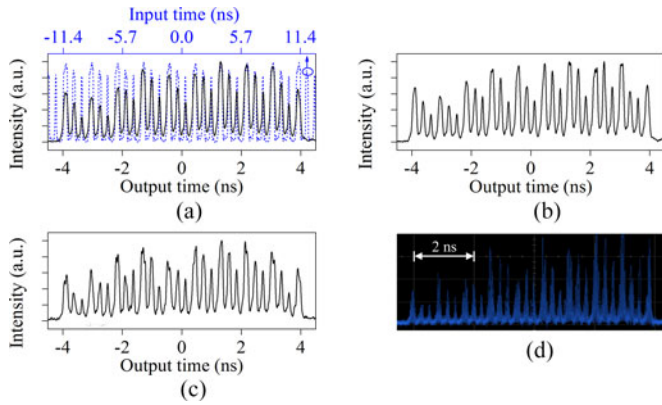 Input time (ns)
-11.4 -5.7 0.0 5.7 11.4
Intensity (a.u.)
-4 -2 0 2 4
Output time (ns)
(a)
Intensity (a.u.)
-4 -2 0 2 4
Output time (ns)
(b)
Intensity (a.u.)
-4 -2 0 2 4
Output time (ns)
(c)
2 ns
(d)